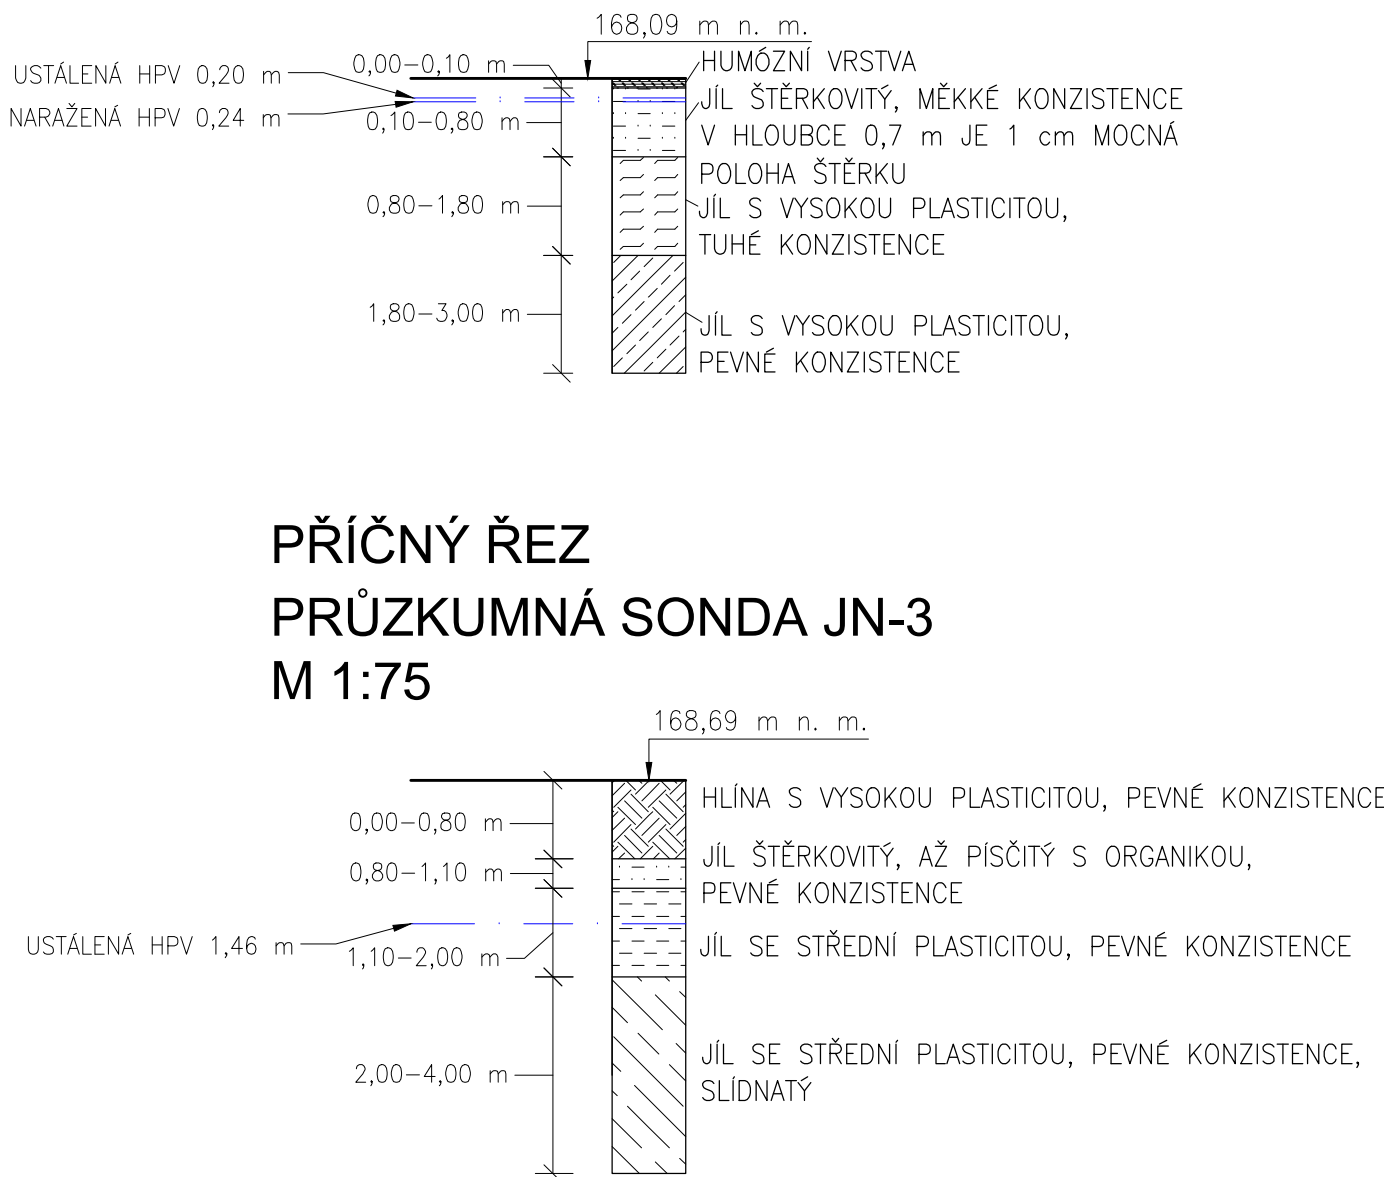 168,09 m n. m.
USTÁLENÁ HPV 0,20 m
0,00-0,10 m
HUMÓZNÍ VRSTVA
NARAŽENÁ HPV 0,24 m
0,10-0,80 m
JÍL ŠTĚRKOVITÝ, MĚKKÉ KONZISTENCE
V HLOUBCE 0,7 m JE 1 cm MOCNÁ
POLOHA ŠTĚRKU
0,80-1,80 m
JÍL S VYSOKOU PLASTICITOU,
TUHÉ KONZISTENCE
1,80-3,00 m
JÍL S VYSOKOU PLASTICITOU,
PEVNÉ KONZISTENCE
PŘÍČNÝ ŘEZ
PRŮZKUMNÁ SONDA JN-3
M 1:75
168,69 m n. m.
0,00-0,80 m
HLÍNA S VYSOKOU PLASTICITOU, PEVNÉ KONZISTENCE
0,80-1,10 m
JÍL ŠTĚRKOVITÝ, AŽ PÍSČITÝ S ORGANIKOU,
PEVNÉ KONZISTENCE
USTÁLENÁ HPV 1,46 m
1,10-2,00 m
JÍL SE STŘEDNÍ PLASTICITOU, PEVNÉ KONZISTENCE
2,00-4,00 m
JÍL SE STŘEDNÍ PLASTICITOU, PEVNÉ KONZISTENCE,
SLÍDNATÝ